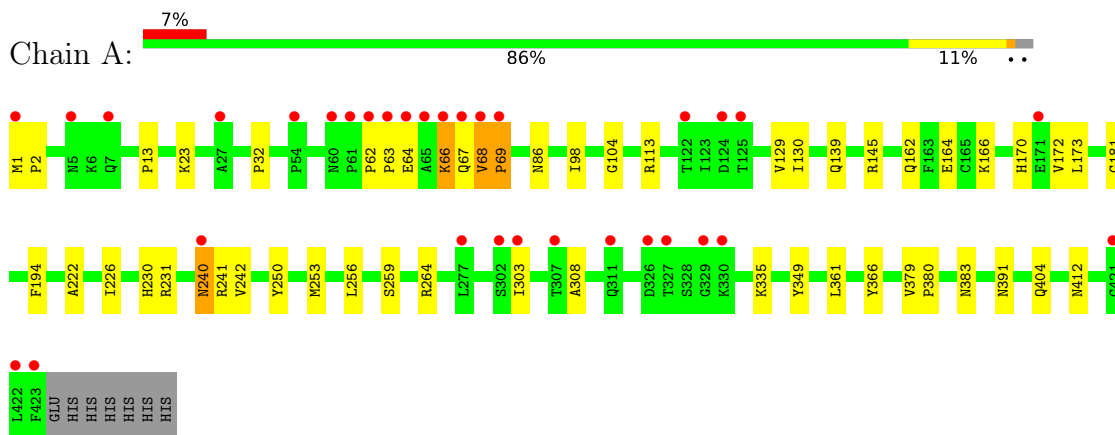 7%
Chain A:
86% 11% • •
M1 P2 N5 K6 Q7 P13 K23 A27 P32 P54 N60 P61 P62 P63 E64 A65 K66 Q67 V68 P69 N86 I98 G104 R113 T122 I123 D124 T125 V129 I130 Q139 R145 Q162 F163 E164 C165 K166 H170 E171 V172 L173
F194 A222 I226 H230 R231 N240 R241 V242 Y250 M253 L256 S259 R264 L277 S302 I303 T307 A308 Q311 D326 T327 S328 G329 K330 K335 Y349 L361 Y366 V379 P380 N383 N391 Q404 N412
L422 F423 GLU HIS HIS HIS HIS HIS HIS